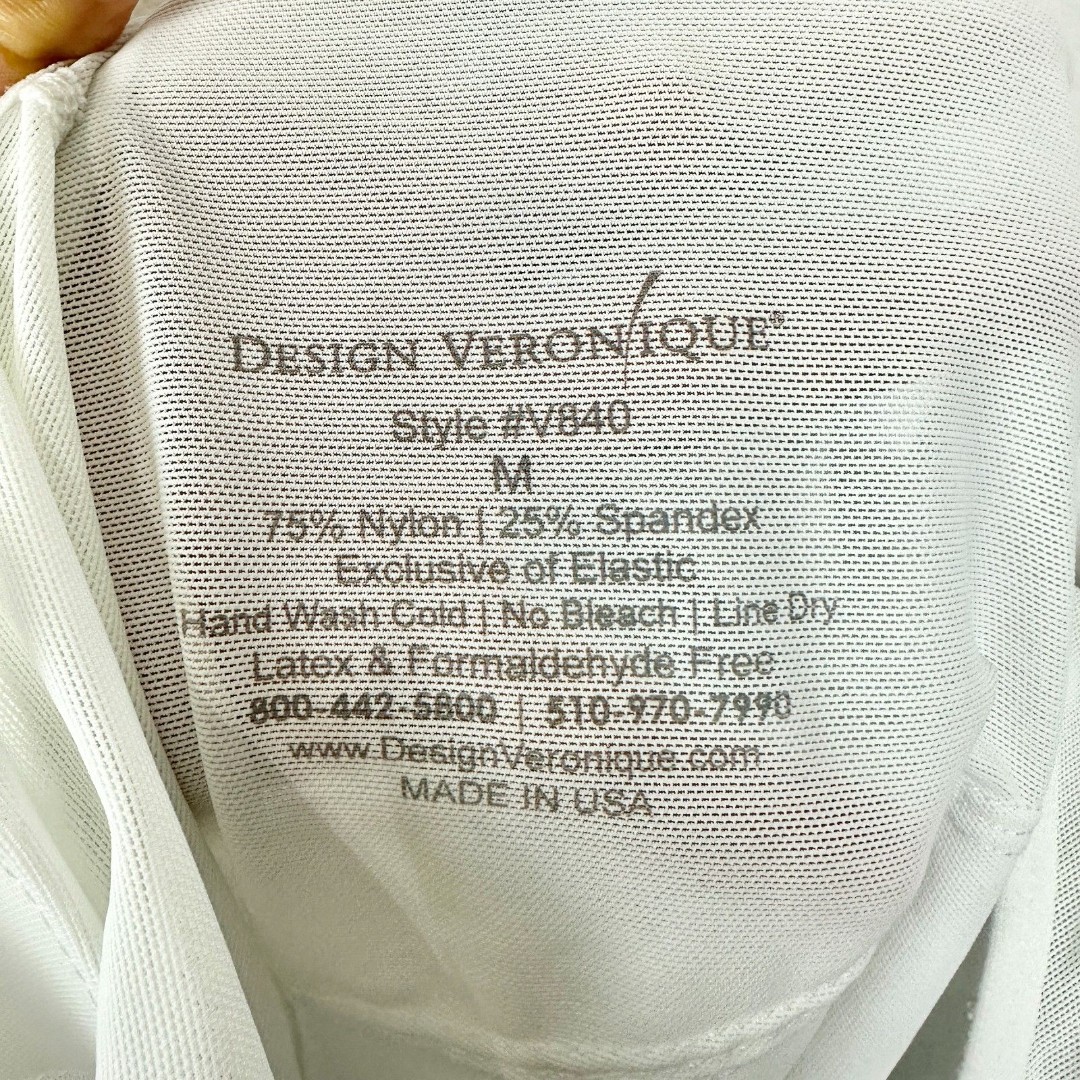 DESIGN VERONIQUE®
Style #V840
M
75% Nylon | 25% Spandex
Exclusive of Elastic
Hand Wash Cold | No Bleach | Line Dry
Latex & Formaldehyde Free
800-442-5800 | 510-970-7990
www.DesignVeronique.com
MADE IN USA